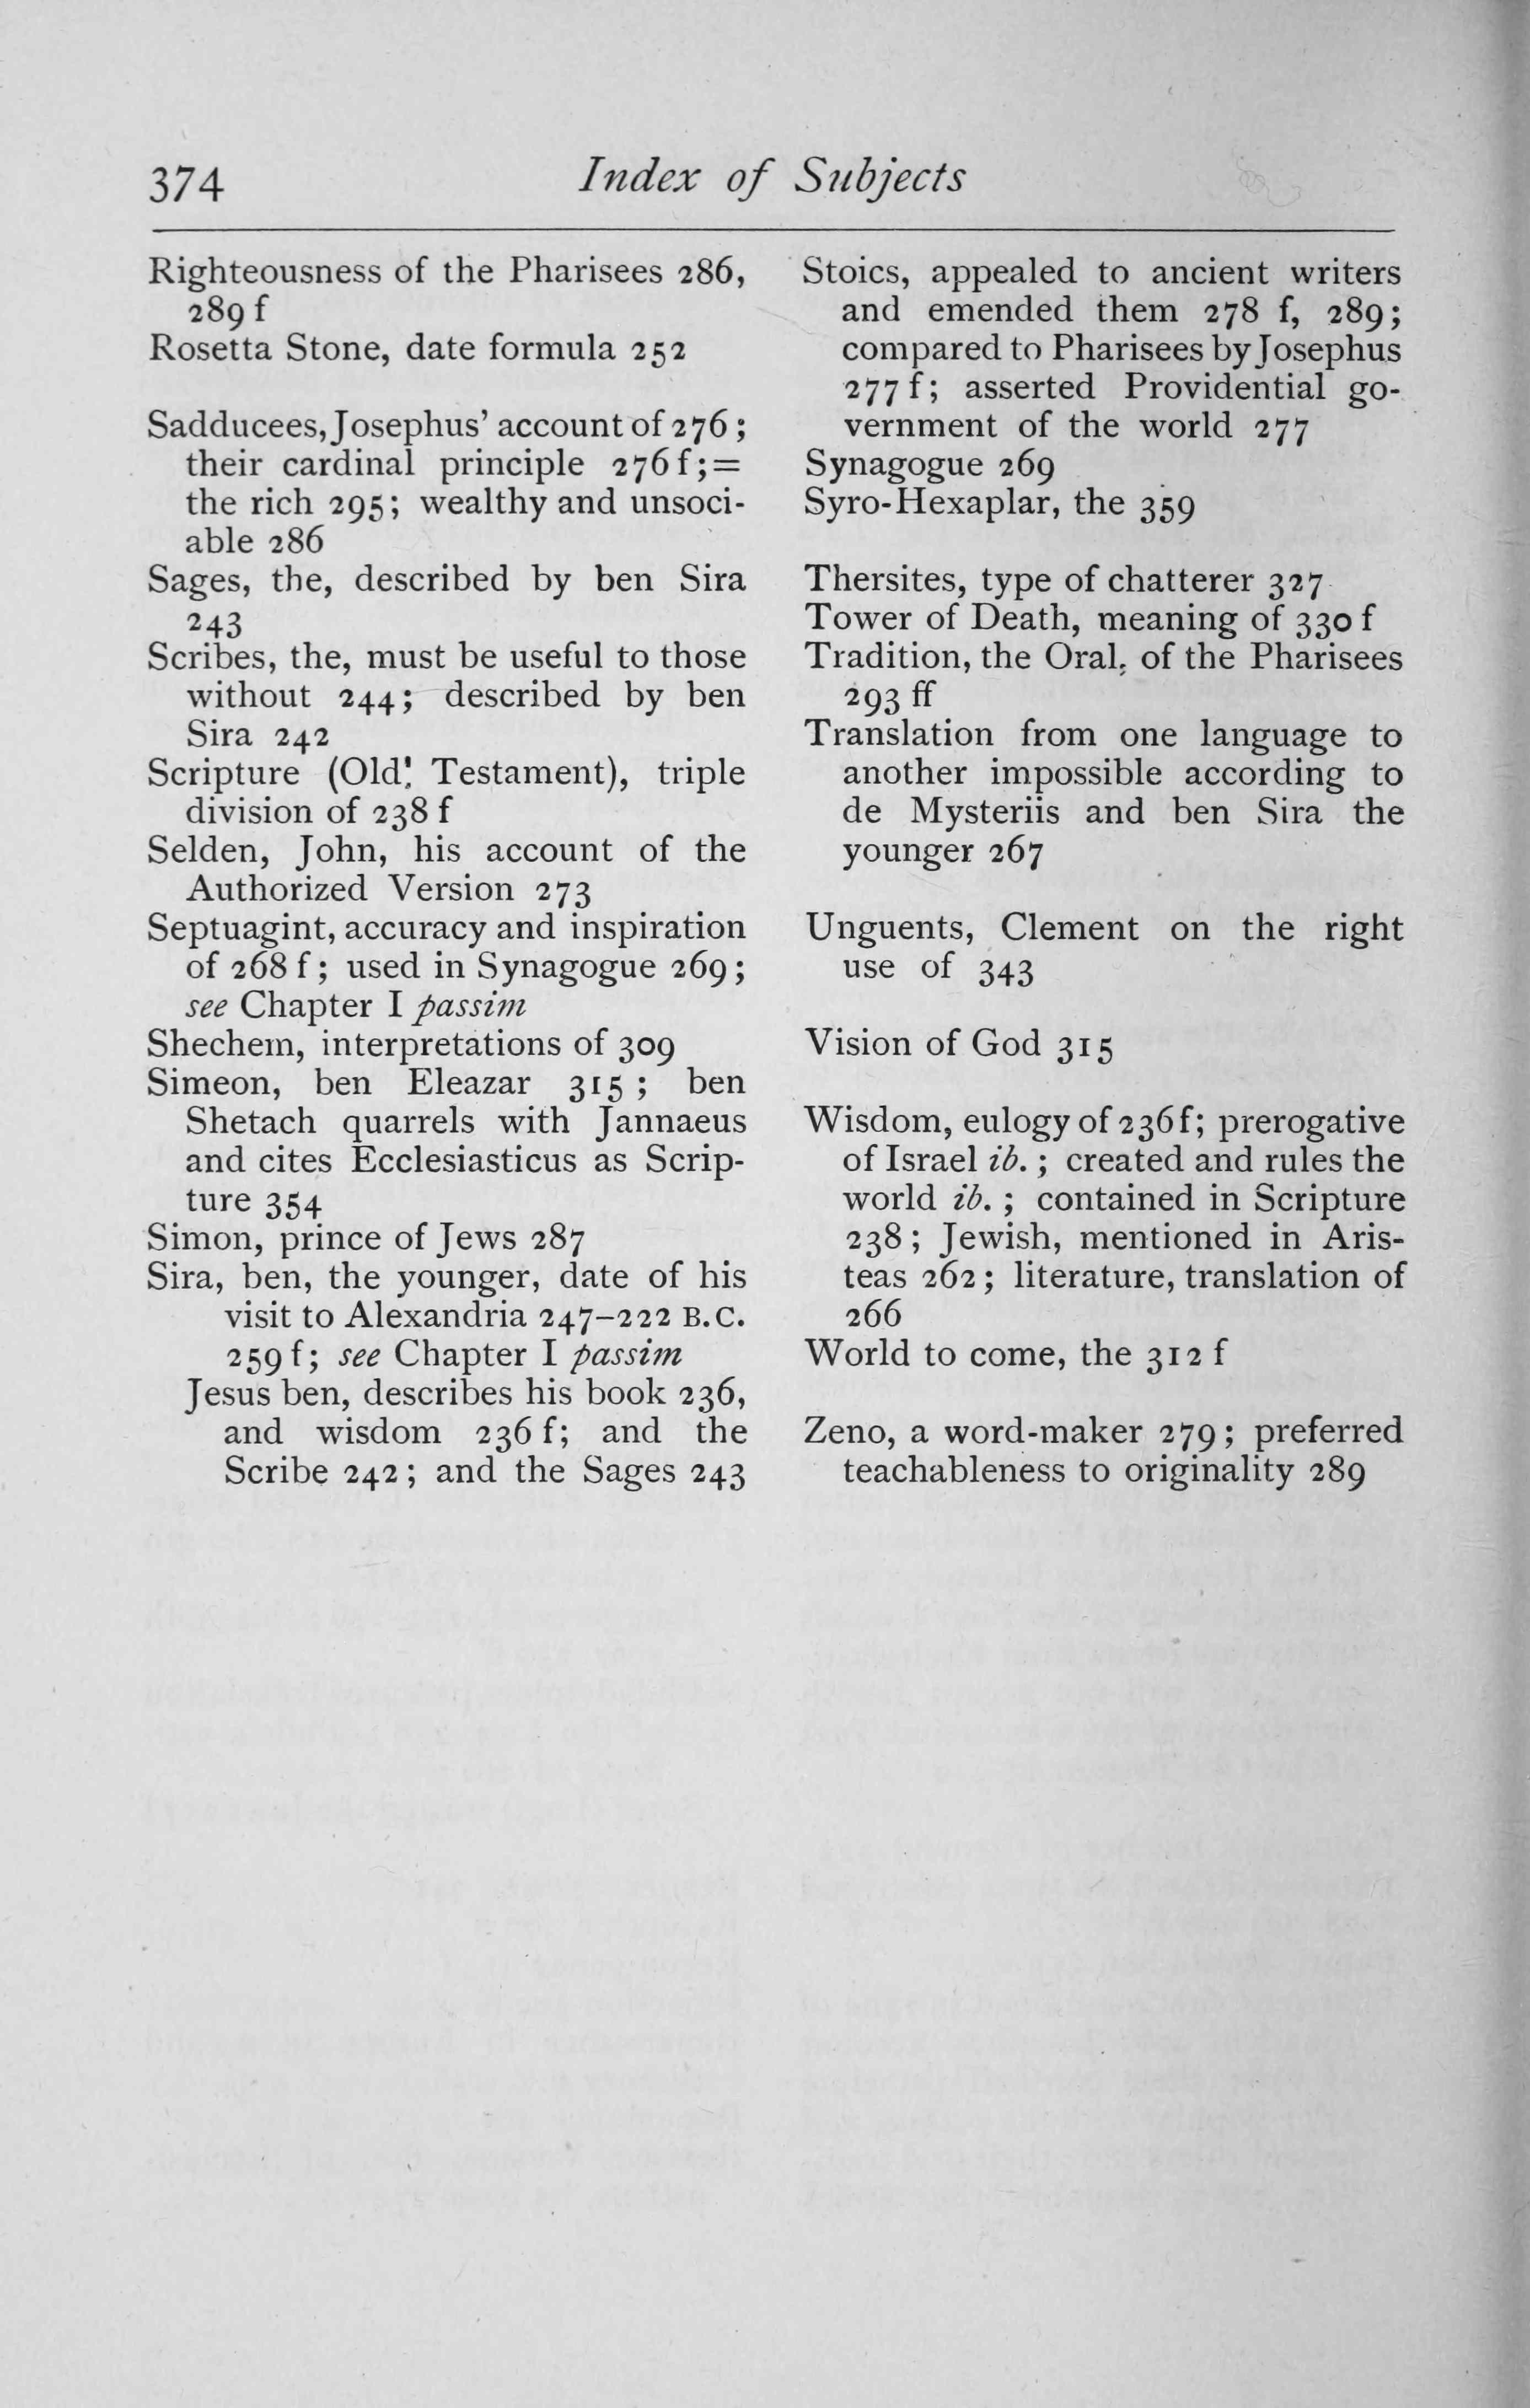 374
Index of Subjects
Righteousness of the Pharisees 286,
289 f
Rosetta Stone, date formula 252
Sadducees, Josephus' account of 276 ;
their cardinal principle 276 f ; =
the rich 295 ; wealthy and unsoci-
able 286
Sages, the, described by ben Sira
243
Scribes, the, must be useful to those
without 244 ; described by ben
Sira 242
Scripture (Old Testament), triple
division of 238 f
Selden, John, his account of the
Authorized Version 273
Septuagint, accuracy and inspiration
of 268 f ; used in Synagogue 269 ;
see Chapter I passim
Shechem, interpretations of 309
Simeon, ben Eleazar 315 ; ben
Shetach quarrels with Jannaeus
and cites Ecclesiasticus as Scrip-
ture 354
Simon, prince of Jews 287
Sira, ben, the younger, date of his
visit to Alexandria 247–222 B.C.
259 f ; see Chapter I passim
Jesus ben, describes his book 236,
and wisdom 236 f ; and the
Scribe 242 ; and the Sages 243
Stoics, appealed to ancient writers
and emended them 278 f, 289 ;
compared to Pharisees by Josephus
277 f ; asserted Providential go-
vernment of the world 277
Synagogue 269
Syro-Hexaplar, the 359
Thersites, type of chatterer 327
Tower of Death, meaning of 330 f
Tradition, the Oral, of the Pharisees
293 ff
Translation from one language to
another impossible according to
de Mysteriis and ben Sira the
younger 267
Unguents, Clement on the right
use of 343
Vision of God 315
Wisdom, eulogy of 236 f ; prerogative
of Israel ib. ; created and rules the
world ib. ; contained in Scripture
238 ; Jewish, mentioned in Aris-
teas 262 ; literature, translation of
266
World to come, the 312 f
Zeno, a word-maker 279 ; preferred
teachableness to originality 289